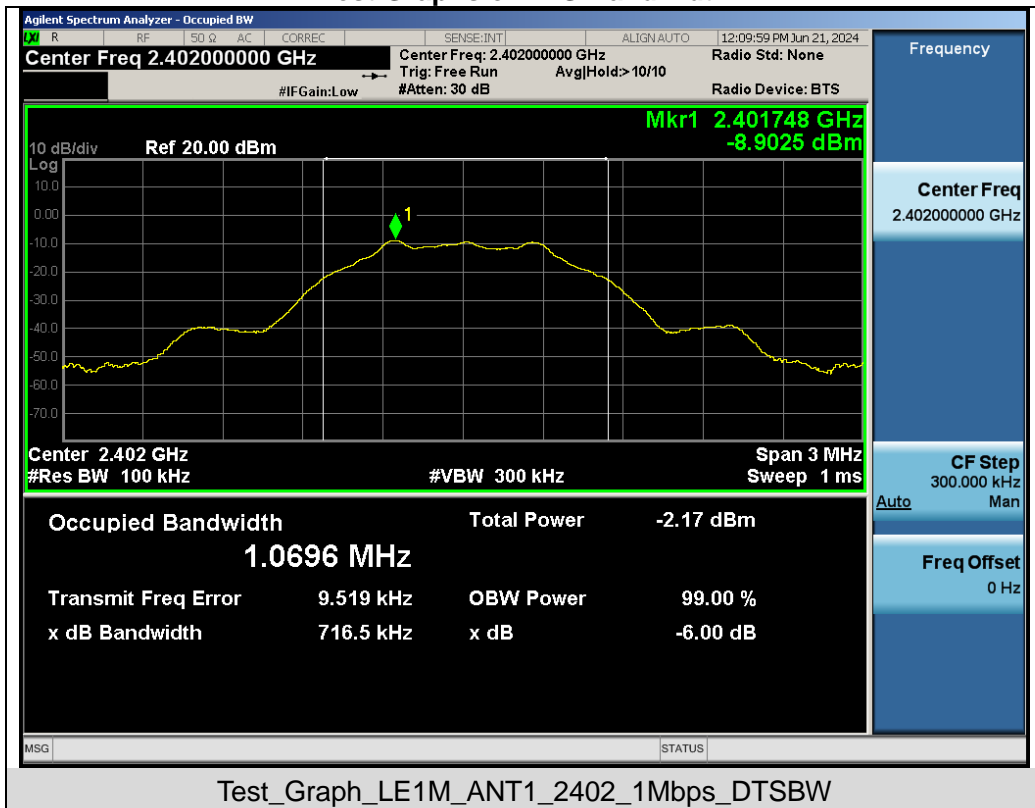 Agilent Spectrum Analyzer - Occupied BW
LXI R RF 50 Ω AC CORREC SENSE:INT ALIGN AUTO 12:09:59 PM Jun 21, 2024
Center Freq 2.402000000 GHz
Center Freq: 2.402000000 GHz
Radio Std: None
Trig: Free Run Avg|Hold:>10/10
#IFGain:Low
#Atten: 30 dB
Radio Device: BTS
Mkr1 2.401748 GHz
-8.9025 dBm
10 dB/div Ref 20.00 dBm
Log
10.0
0.00
1
-10.0
-20.0
-30.0
-40.0
-50.0
-60.0
-70.0
Center 2.402 GHz Span 3 MHz
#Res BW 100 kHz #VBW 300 kHz Sweep 1 ms
Occupied Bandwidth Total Power -2.17 dBm
1.0696 MHz
Transmit Freq Error 9.519 kHz OBW Power 99.00 %
x dB Bandwidth 716.5 kHz x dB -6.00 dB
MSG STATUS
Frequency
Center Freq
2.402000000 GHz
CF Step
300.000 kHz
Auto Man
Freq Offset
0 Hz
Test_Graph_LE1M_ANT1_2402_1Mbps_DTSBW